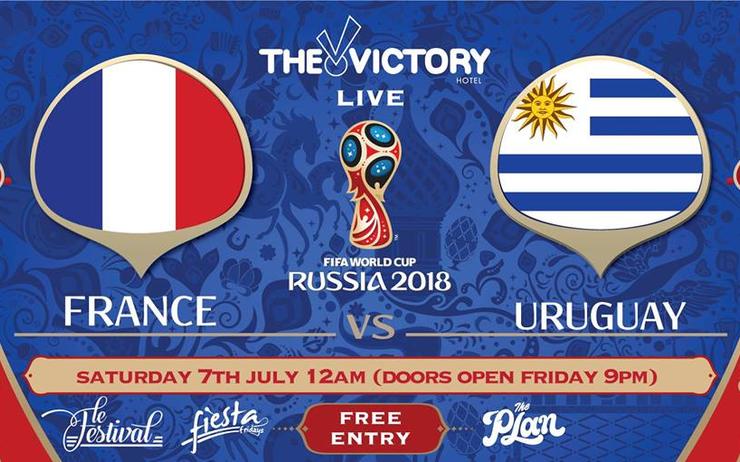 THE VICTORY
HOTEL
LIVE
FIFA WORLD CUP
RUSSIA 2018
FRANCE
VS
URUGUAY
SATURDAY 7TH JULY 12AM (DOORS OPEN FRIDAY 9PM)
le Festival
fiesta
fridays
FREE
ENTRY
the
Plan